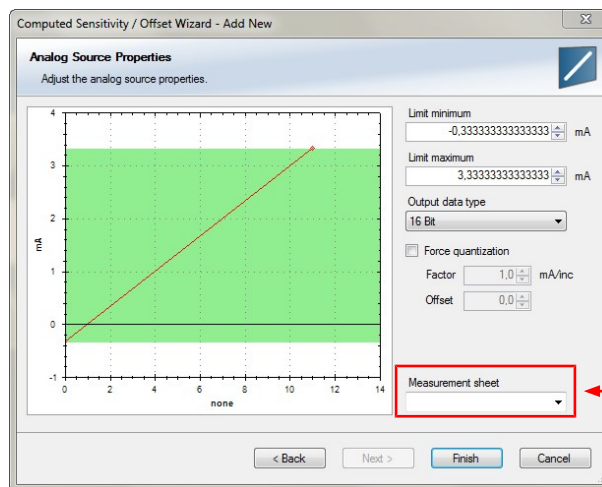 Computed Sensitivity / Offset Wizard - Add New
Analog Source Properties
Adjust the analog source properties.
4
3
2
1
0
-1
mA
0 2 4 6 8 10 12 14
none
Limit minimum
-0,333333333333333 mA
Limit maximum
3,33333333333333 mA
Output data type
16 Bit
Force quantization
Factor 1,0 mA/inc
Offset 0,0
Measurement sheet
< Back Next > Finish Cancel